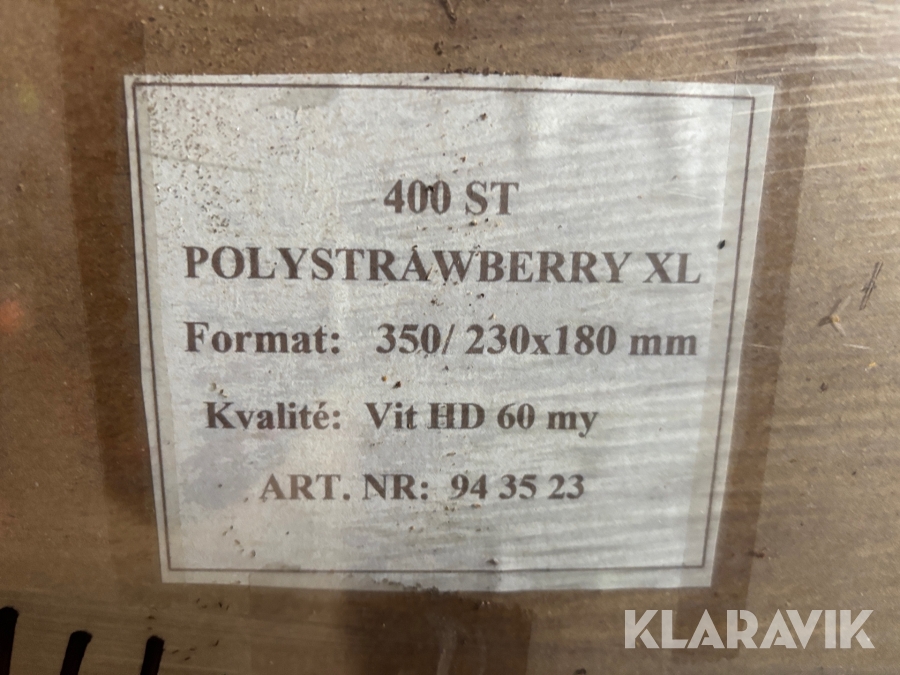 400 ST
POLYSTRAWBERRY XL
Format: 350/ 230x180 mm
Kvalité: Vit HD 60 my
ART. NR: 94 35 23
KLARAVIK